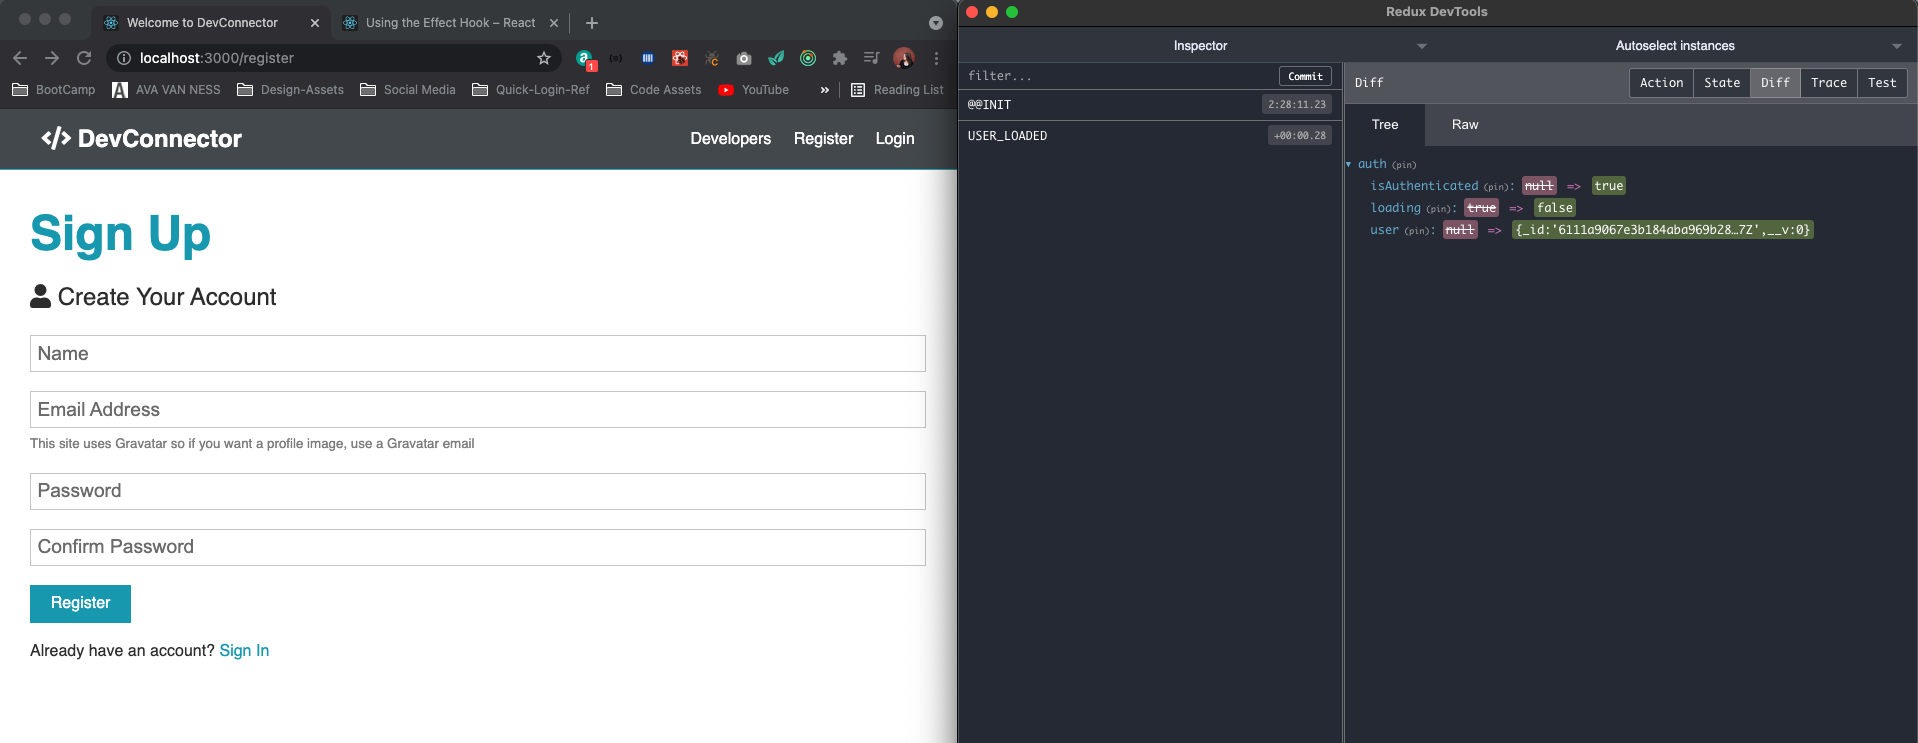 Welcome to DevConnector
Using the Effect Hook – React
localhost:3000/register
1
BootCamp
AVA VAN NESS
Design-Assets
Social Media
Quick-Login-Ref
Code Assets
YouTube
»
Reading List
</> DevConnector
Developers
Register
Login
Sign Up
Create Your Account
Name
Email Address
This site uses Gravatar so if you want a profile image, use a Gravatar email
Password
Confirm Password
Register
Already have an account? Sign In
Redux DevTools
Inspector
Autoselect instances
filter...
Commit
@@INIT
2:28:11.23
USER_LOADED
+00:00.28
Diff
Action
State
Diff
Trace
Test
Tree
Raw
auth (pin)
isAuthenticated (pin): null => true
loading (pin): true => false
user (pin): null => {_id:'6111a9067e3b184aba969b28…7Z',__v:0}